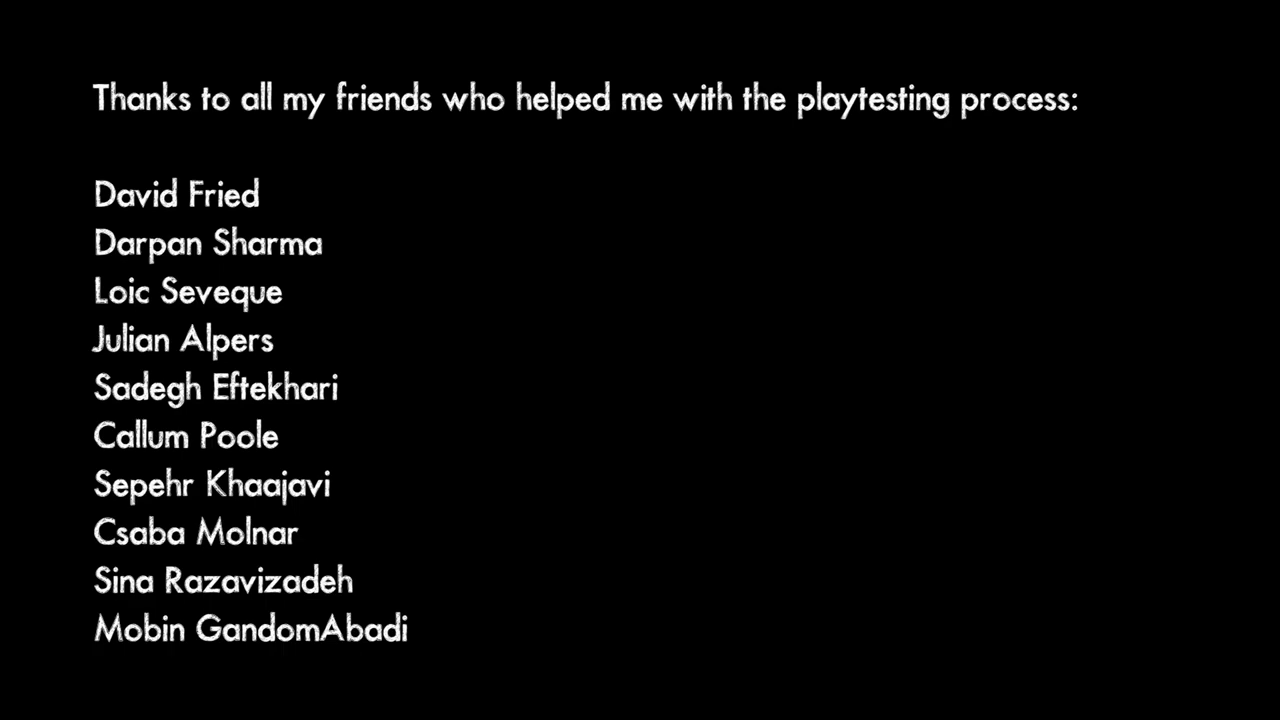 Thanks to all my friends who helped me with the playtesting process:
David Fried
Darpan Sharma
Loic Seveque
Julian Alpers
Sadegh Eftekhari
Callum Poole
Sepehr Khaajavi
Csaba Molnar
Sina Razavizadeh
Mobin GandomAbadi